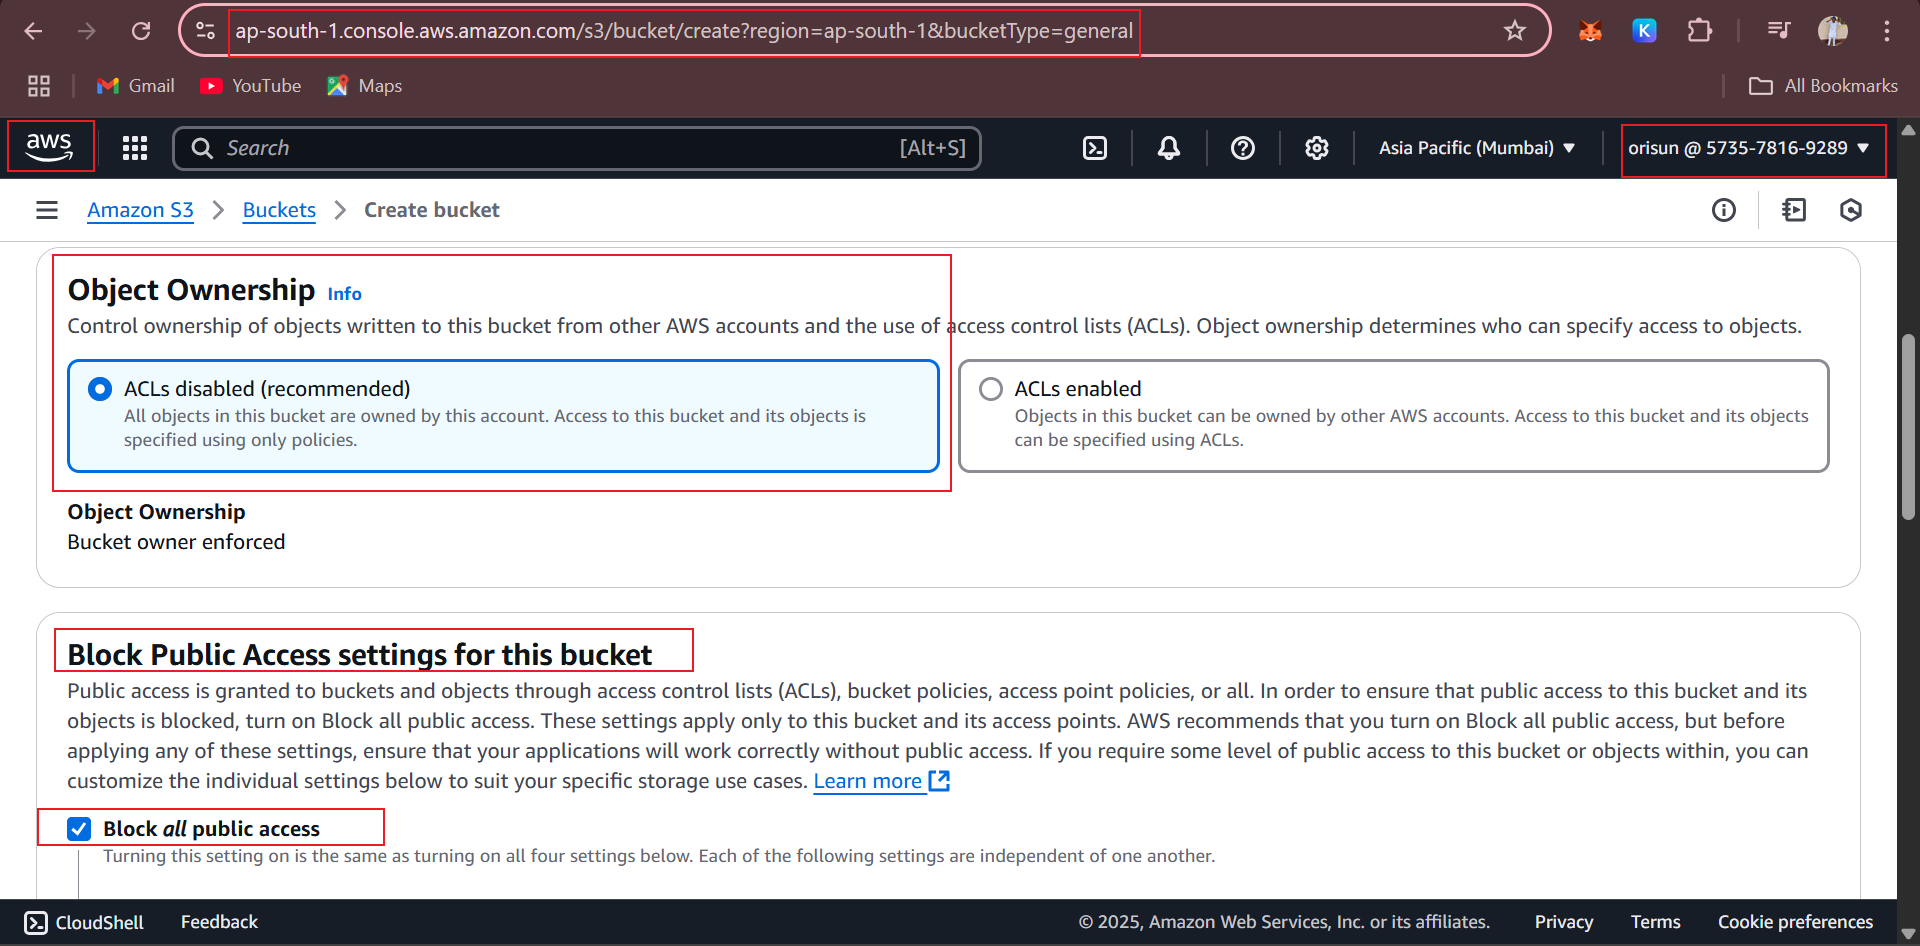 ap-south-1.console.aws.amazon.com/s3/bucket/create?region=ap-south-1&bucketType=general
K
Gmail
YouTube
Maps
All Bookmarks
aws
Search
[Alt+S]
Asia Pacific (Mumbai)
orisun @ 5735-7816-9289
Amazon S3
Buckets
Create bucket
Object Ownership Info
Control ownership of objects written to this bucket from other AWS accounts and the use of access control lists (ACLs). Object ownership determines who can specify access to objects.
ACLs disabled (recommended)
All objects in this bucket are owned by this account. Access to this bucket and its objects is
specified using only policies.
ACLs enabled
Objects in this bucket can be owned by other AWS accounts. Access to this bucket and its objects
can be specified using ACLs.
Object Ownership
Bucket owner enforced
Block Public Access settings for this bucket
Public access is granted to buckets and objects through access control lists (ACLs), bucket policies, access point policies, or all. In order to ensure that public access to this bucket and its
objects is blocked, turn on Block all public access. These settings apply only to this bucket and its access points. AWS recommends that you turn on Block all public access, but before
applying any of these settings, ensure that your applications will work correctly without public access. If you require some level of public access to this bucket or objects within, you can
customize the individual settings below to suit your specific storage use cases. Learn more
Block all public access
Turning this setting on is the same as turning on all four settings below. Each of the following settings are independent of one another.
CloudShell
Feedback
© 2025, Amazon Web Services, Inc. or its affiliates.
Privacy
Terms
Cookie preferences